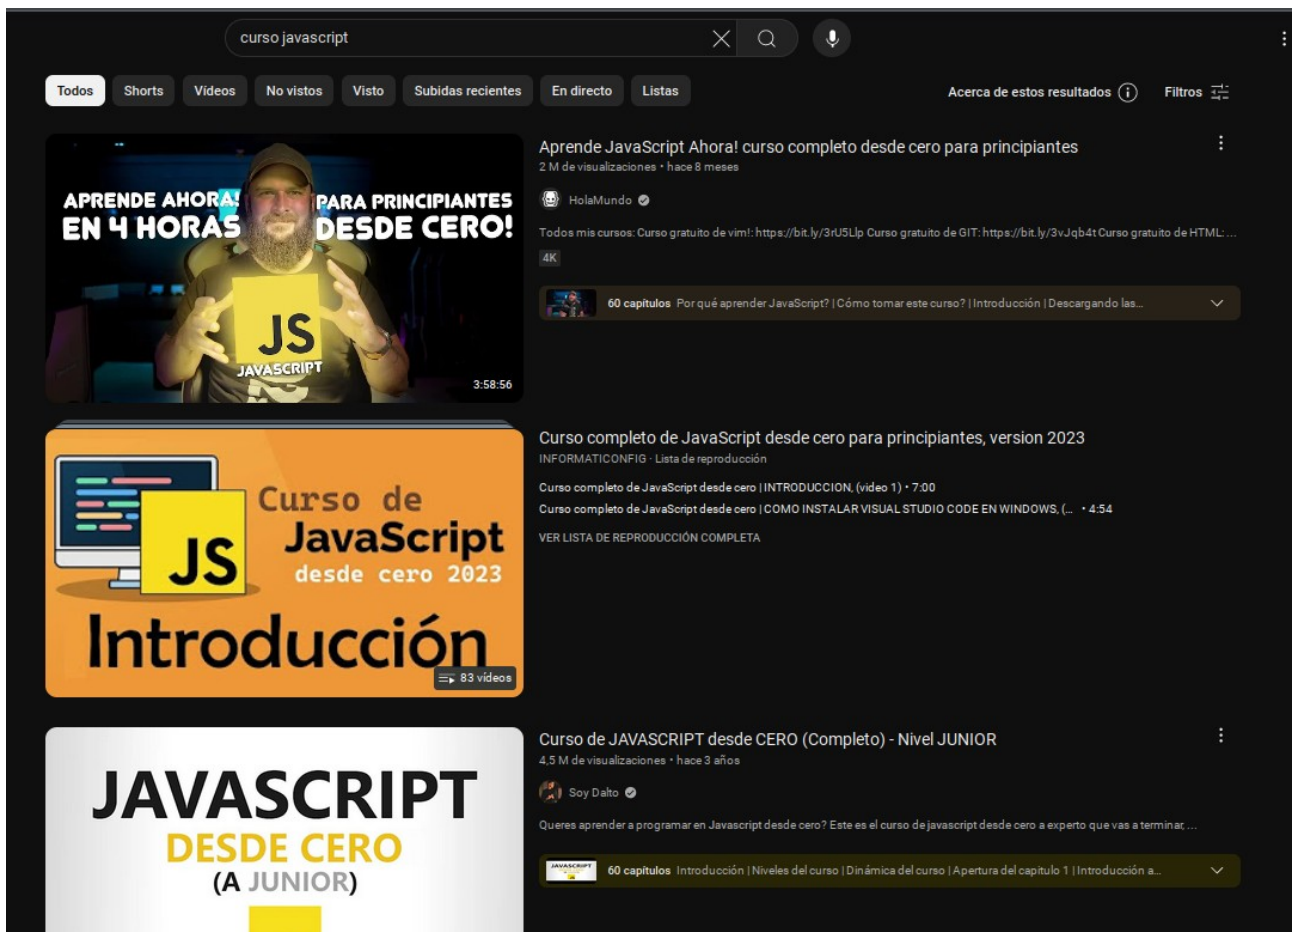 curso javascript
Todos Shorts Vídeos No vistos Visto Subidas recientes En directo Listas Acerca de estos resultados Filtros
APRENDE AHORA! PARA PRINCIPIANTES
EN 4 HORAS DESDE CERO!
JS
JAVASCRIPT
3:58:56
Aprende JavaScript Ahora! curso completo desde cero para principiantes
2 M de visualizaciones • hace 8 meses
HolaMundo
Todos mis cursos: Curso gratuito de vim!: https://bit.ly/3rU5Llp Curso gratuito de GIT: https://bit.ly/3vJqb4t Curso gratuito de HTML: ...
4K
60 capítulos Por qué aprender JavaScript? | Cómo tomar este curso? | Introducción | Descargando las...
Curso de
JavaScript
desde cero 2023
JS
Introducción
83 vídeos
Curso completo de JavaScript desde cero para principiantes, version 2023
INFORMATICONFIG · Lista de reproducción
Curso completo de JavaScript desde cero | INTRODUCCION, (video 1) • 7:00
Curso completo de JavaScript desde cero | COMO INSTALAR VISUAL STUDIO CODE EN WINDOWS, (... • 4:54
VER LISTA DE REPRODUCCIÓN COMPLETA
JAVASCRIPT
DESDE CERO
(A JUNIOR)
Curso de JAVASCRIPT desde CERO (Completo) - Nivel JUNIOR
4,5 M de visualizaciones • hace 3 años
Soy Dalto
Queres aprender a programar en Javascript desde cero? Este es el curso de javascript desde cero a experto que vas a terminar, ...
JAVASCRIPT
60 capítulos Introducción | Niveles del curso | Dinámica del curso | Apertura del capitulo 1 | Introducción a...